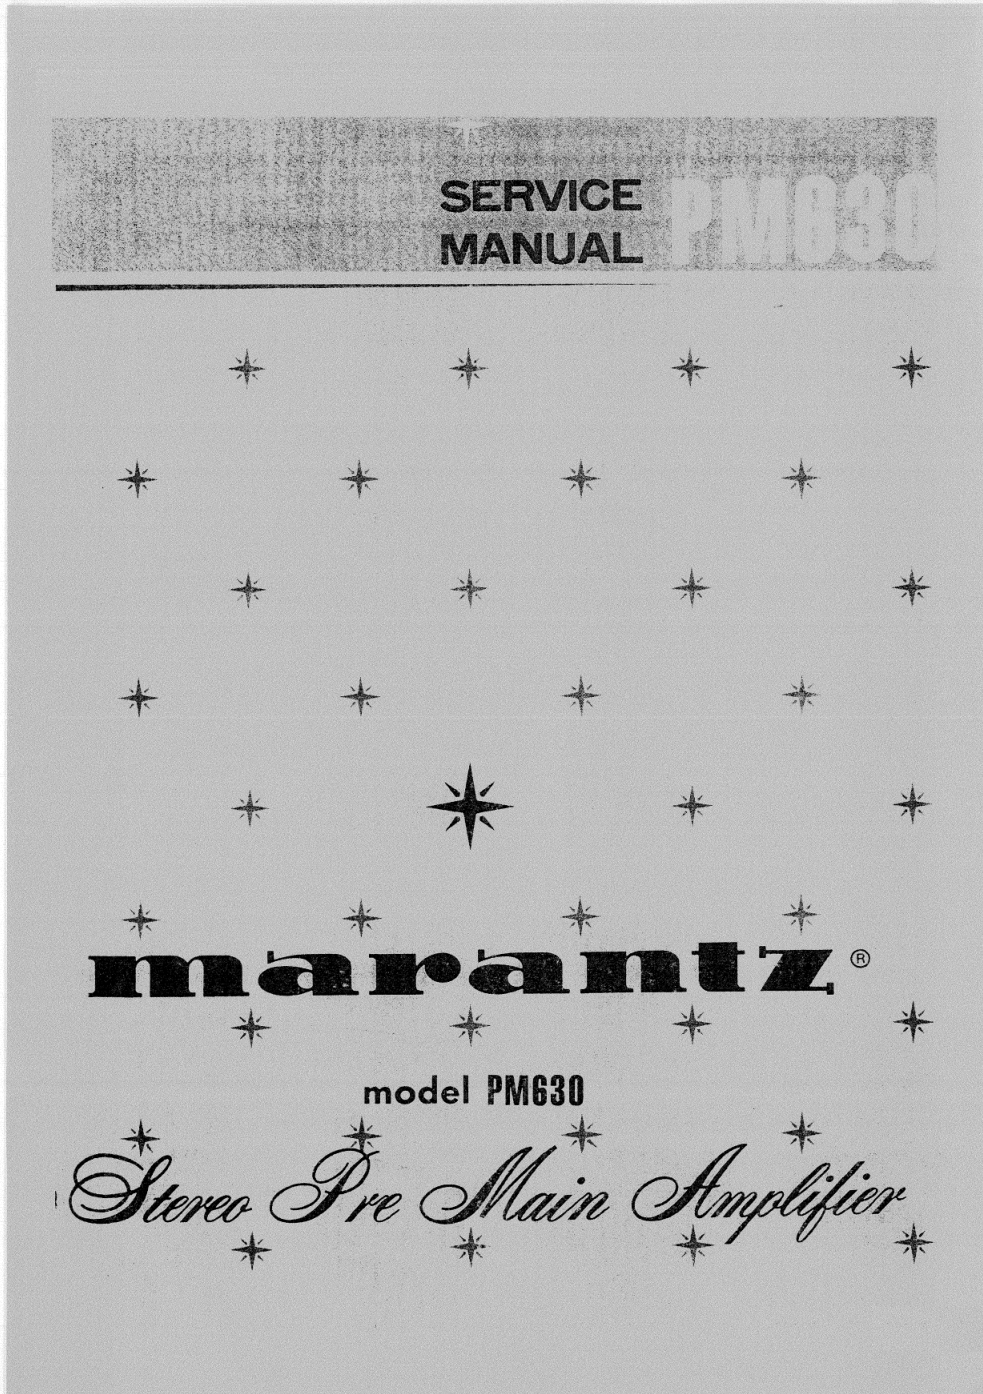 SERVICE
MANUAL
PM630
marantz®
model PM630
Stereo Pre Main Amplifier